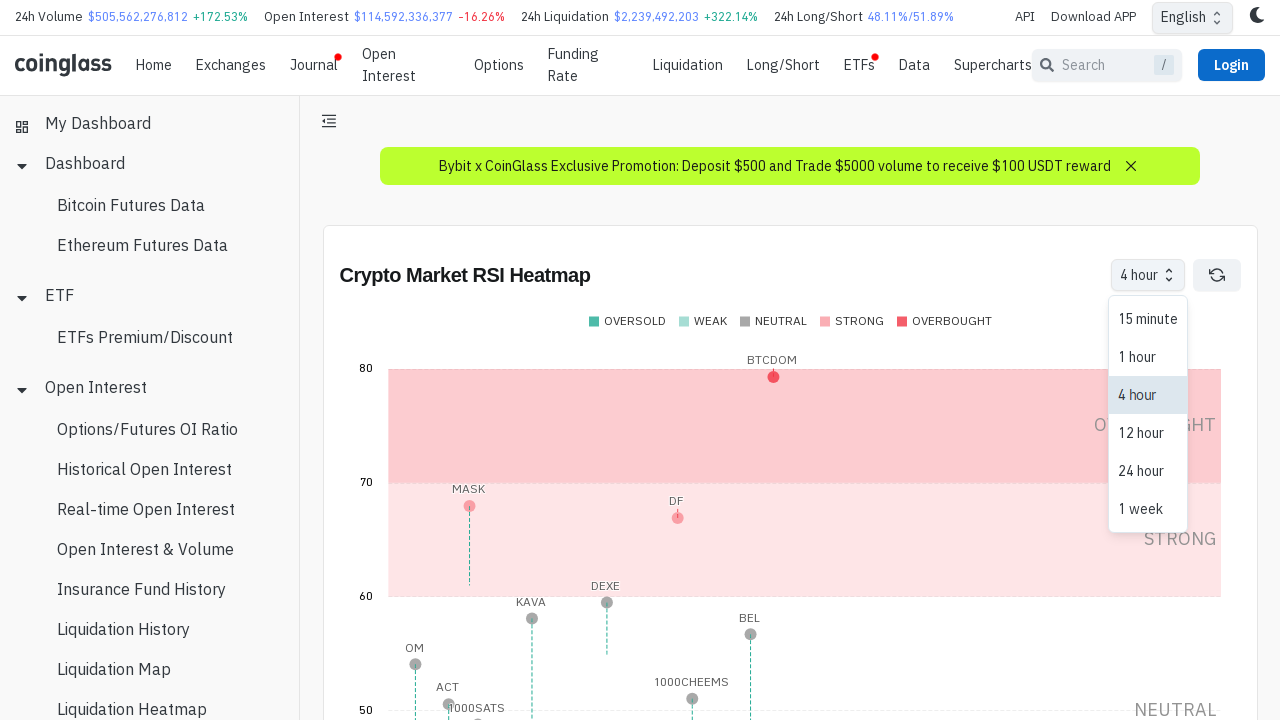 24h Volume $505,562,276,812 +172.53% Open Interest $114,592,336,377 -16.26% 24h Liquidation $2,239,492,203 +322.14% 24h Long/Short 48.11%/51.89% API Download APP English
coinglass Home Exchanges Journal Open Interest Options Funding Rate Liquidation Long/Short ETFs Data Supercharts Search / Login
My Dashboard
Dashboard
Bitcoin Futures Data
Ethereum Futures Data
ETF
ETFs Premium/Discount
Open Interest
Options/Futures OI Ratio
Historical Open Interest
Real-time Open Interest
Open Interest & Volume
Insurance Fund History
Liquidation History
Liquidation Map
Liquidation Heatmap
Bybit x CoinGlass Exclusive Promotion: Deposit $500 and Trade $5000 volume to receive $100 USDT reward
Crypto Market RSI Heatmap
4 hour
15 minute
1 hour
4 hour
12 hour
24 hour
1 week
OVERSOLD WEAK NEUTRAL STRONG OVERBOUGHT
BTCDOM
80
70
MASK
DF
STRONG
60
DEXE
KAVA
BEL
OM
1000CHEEMS
ACT
1000SATS
50
NEUTRAL